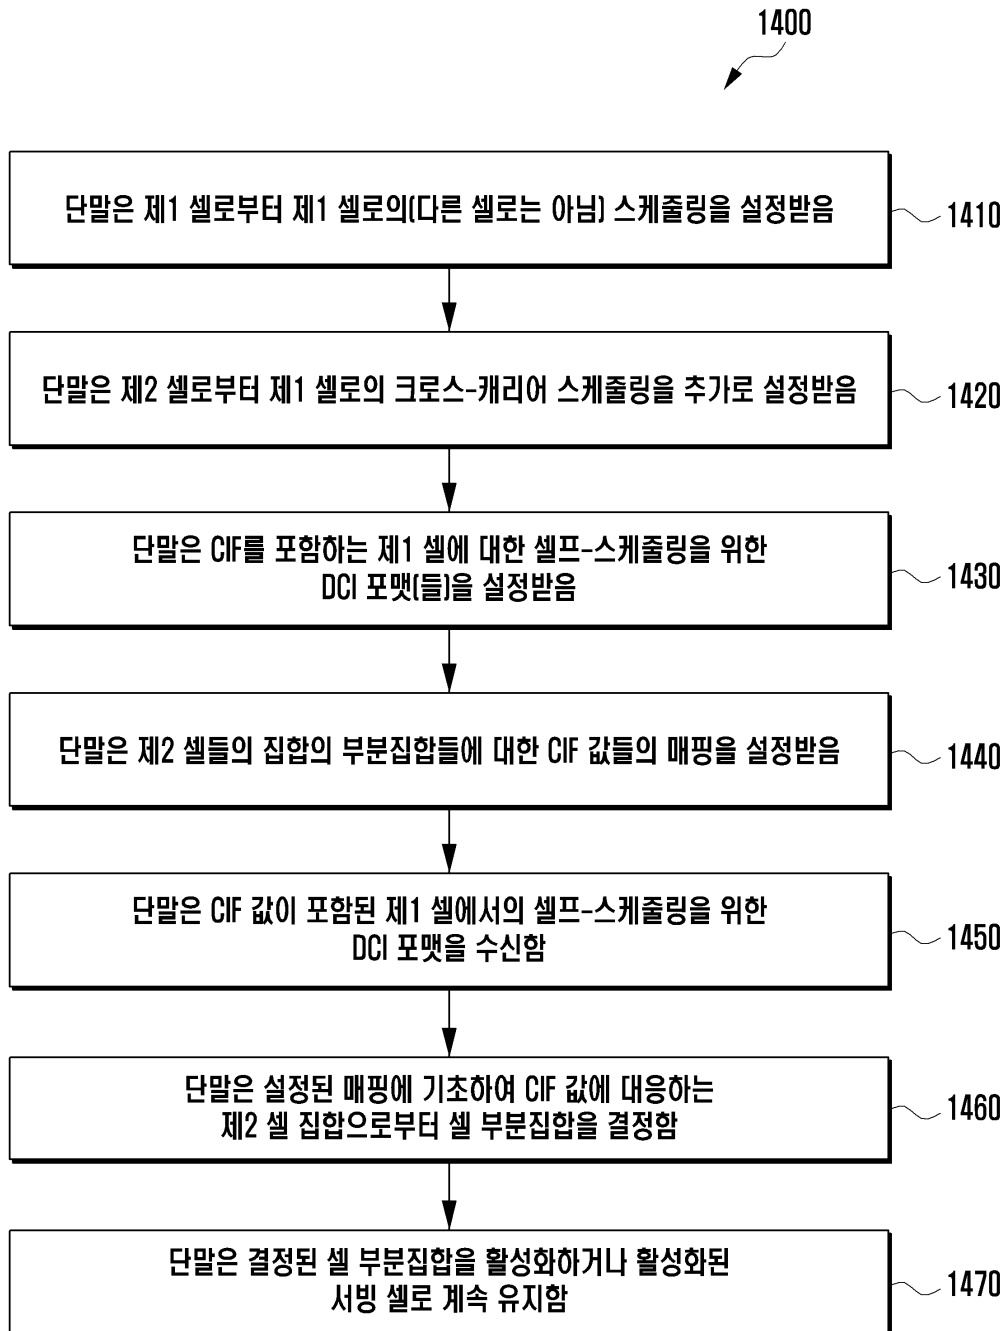 1400
단말은 제1 셀로부터 제1 셀로의(다른 셀로는 아님) 스케줄링을 설정받음
1410
단말은 제2 셀로부터 제1 셀로의 크로스-캐리어 스케줄링을 추가로 설정받음
1420
단말은 CIF를 포함하는 제1 셀에 대한 셀프-스케줄링을 위한
DCI 포맷(들)을 설정받음
1430
단말은 제2 셀들의 집합의 부분집합들에 대한 CIF 값들의 매핑을 설정받음
1440
단말은 CIF 값이 포함된 제1 셀에서의 셀프-스케줄링을 위한
DCI 포맷을 수신함
1450
단말은 설정된 매핑에 기초하여 CIF 값에 대응하는
제2 셀 집합으로부터 셀 부분집합을 결정함
1460
단말은 결정된 셀 부분집합을 활성화하거나 활성화된
서빙 셀로 계속 유지함
1470